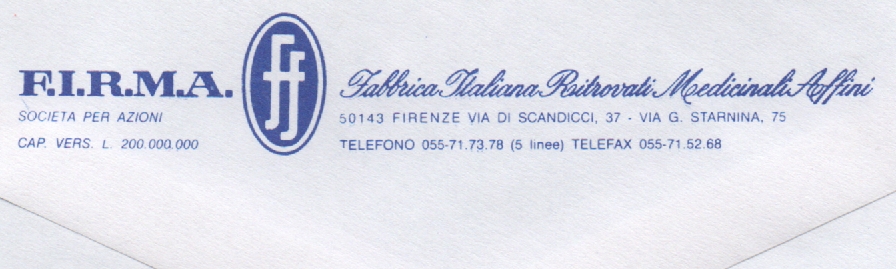 F.I.R.M.A.
SOCIETA PER AZIONI
CAP. VERS. L. 200.000.000
ff
Fabbrica Italiana Ritrovati Medicinali Affini
50143 FIRENZE VIA DI SCANDICCI, 37 - VIA G. STARNINA, 75
TELEFONO 055-71.73.78 (5 linee) TELEFAX 055-71.52.68